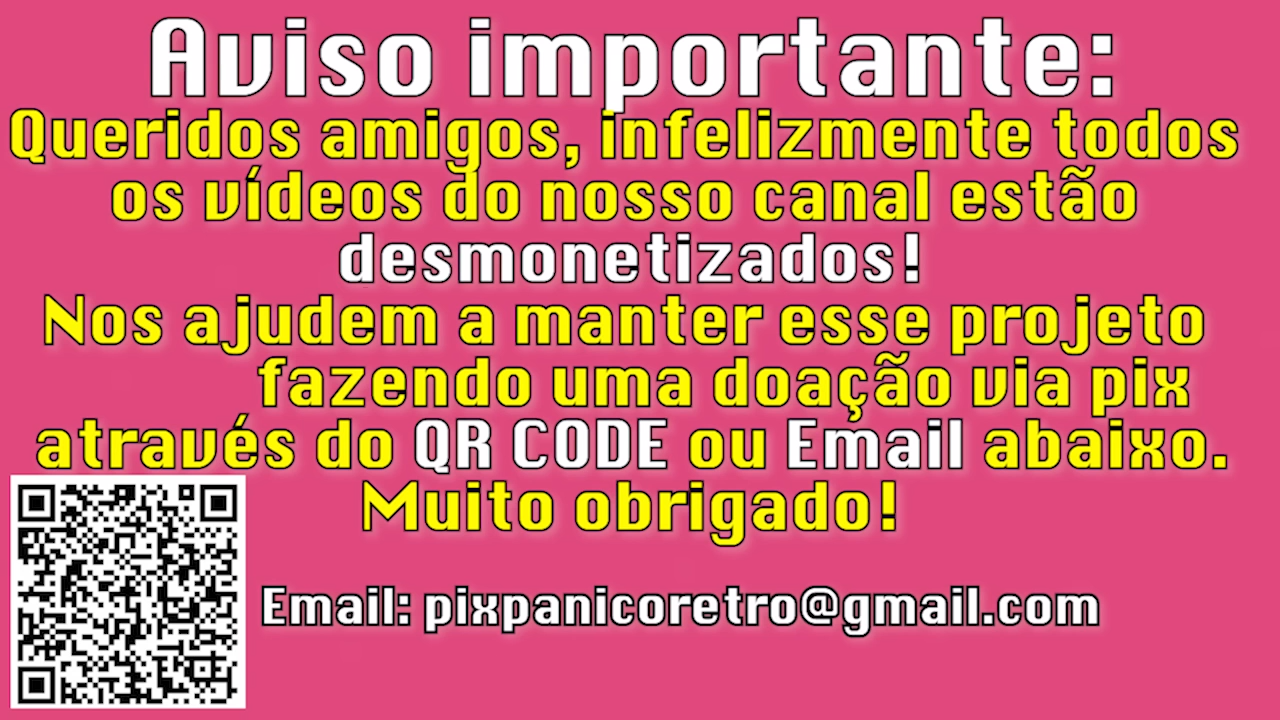 Aviso importante:
Queridos amigos, infelizmente todos
os vídeos do nosso canal estão
desmonetizados!
Nos ajudem a manter esse projeto
fazendo uma doação via pix
através do QR CODE ou Email abaixo.
Muito obrigado!
Email: pixpanicoretro@gmail.com